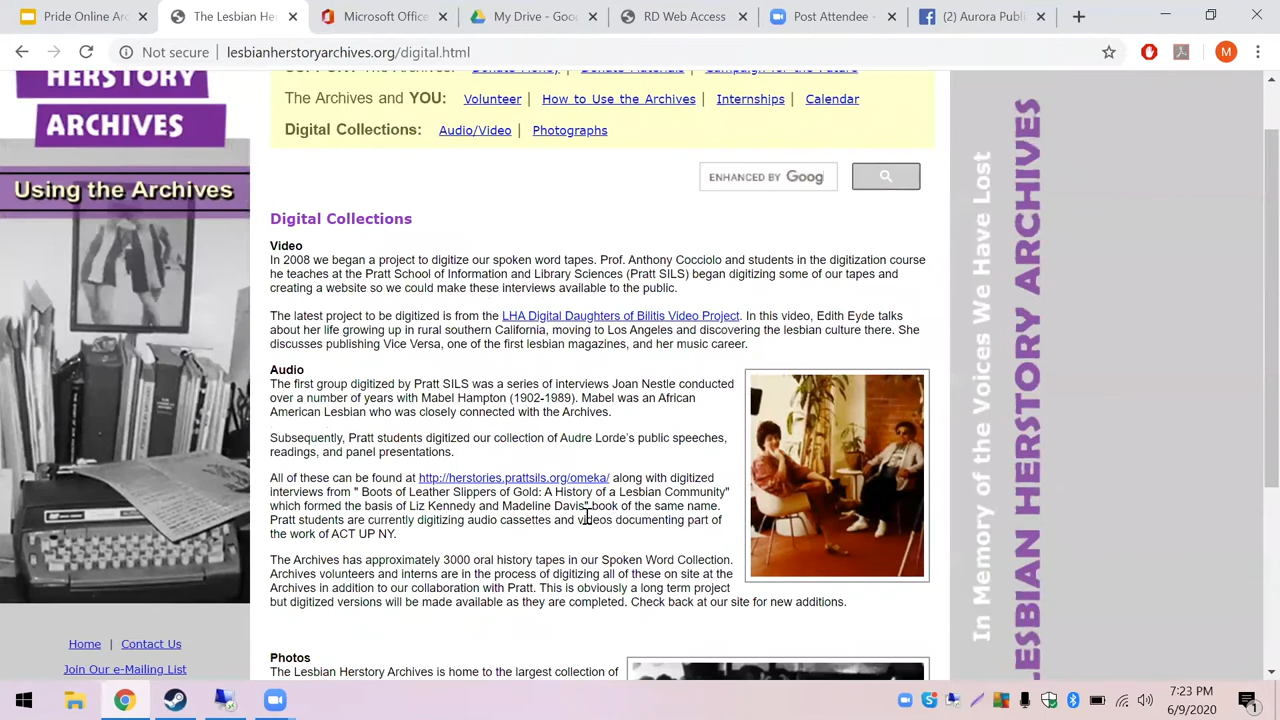 Pride Online Arc
The Lesbian Herst
Microsoft Office
My Drive - Goo
RD Web Access
Post Attendee -
(2) Aurora Publ
Not secure | lesbianherstoryarchives.org/digital.html
M
HERSTORY
ARCHIVES
Using the Archives
Home | Contact Us
Join Our e-Mailing List
SUPPORT The Archives: Donate Money | Donate Materials | Campaign for the Future
The Archives and YOU: Volunteer | How to Use the Archives | Internships | Calendar
Digital Collections: Audio/Video | Photographs
ENHANCED BY Goog
Digital Collections
Video
In 2008 we began a project to digitize our spoken word tapes. Prof. Anthony Cocciolo and students in the digitization course
he teaches at the Pratt School of Information and Library Sciences (Pratt SILS) began digitizing some of our tapes and
creating a website so we could make these interviews available to the public.
The latest project to be digitized is from the LHA Digital Daughters of Bilitis Video Project. In this video, Edith Eyde talks
about her life growing up in rural southern California, moving to Los Angeles and discovering the lesbian culture there. She
discusses publishing Vice Versa, one of the first lesbian magazines, and her music career.
Audio
The first group digitized by Pratt SILS was a series of interviews Joan Nestle conducted
over a number of years with Mabel Hampton (1902-1989). Mabel was an African
American Lesbian who was closely connected with the Archives.
Subsequently, Pratt students digitized our collection of Audre Lorde's public speeches,
readings, and panel presentations.
All of these can be found at http://herstories.prattsils.org/omeka/ along with digitized
interviews from " Boots of Leather Slippers of Gold: A History of a Lesbian Community"
which formed the basis of Liz Kennedy and Madeline Davis' book of the same name.
Pratt students are currently digitizing audio cassettes and videos documenting part of
the work of ACT UP NY.
The Archives has approximately 3000 oral history tapes in our Spoken Word Collection.
Archives volunteers and interns are in the process of digitizing all of these on site at the
Archives in addition to our collaboration with Pratt. This is obviously a long term project
but digitized versions will be made available as they are completed. Check back at our site for new additions.
Photos
The Lesbian Herstory Archives is home to the largest collection of
In Memory of the Voices We Have Lost
LESBIAN HERSTORY ARCHIVES
7:23 PM
6/9/2020
1